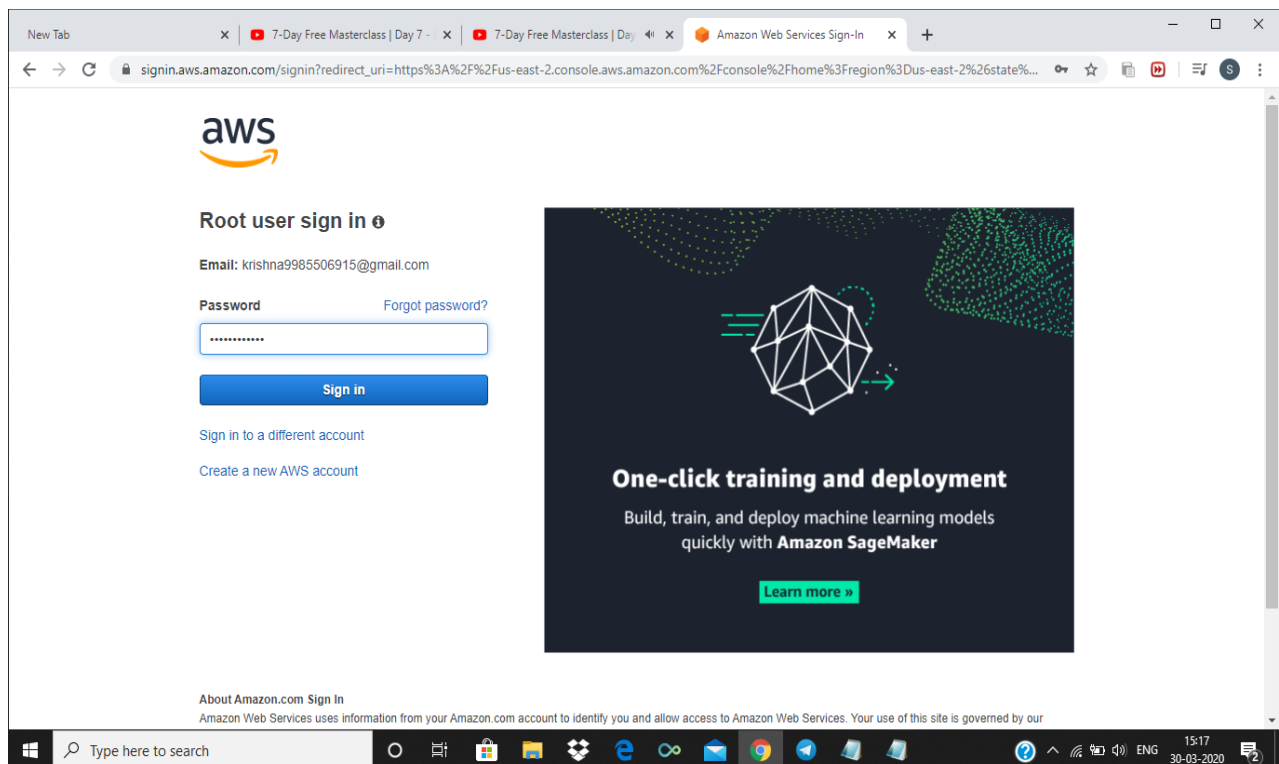 New Tab
7-Day Free Masterclass | Day 7 -
7-Day Free Masterclass | Day
Amazon Web Services Sign-In
signin.aws.amazon.com/signin?redirect_uri=https%3A%2F%2Fus-east-2.console.aws.amazon.com%2Fconsole%2Fhome%3Fregion%3Dus-east-2%26state%...
S
aws
Root user sign in
Email: krishna9985506915@gmail.com
Password
Forgot password?
••••••••••••
Sign in
Sign in to a different account
Create a new AWS account
One-click training and deployment
Build, train, and deploy machine learning models
quickly with Amazon SageMaker
Learn more »
About Amazon.com Sign In
Amazon Web Services uses information from your Amazon.com account to identify you and allow access to Amazon Web Services. Your use of this site is governed by our
Type here to search
ENG
15:17
30-03-2020
2